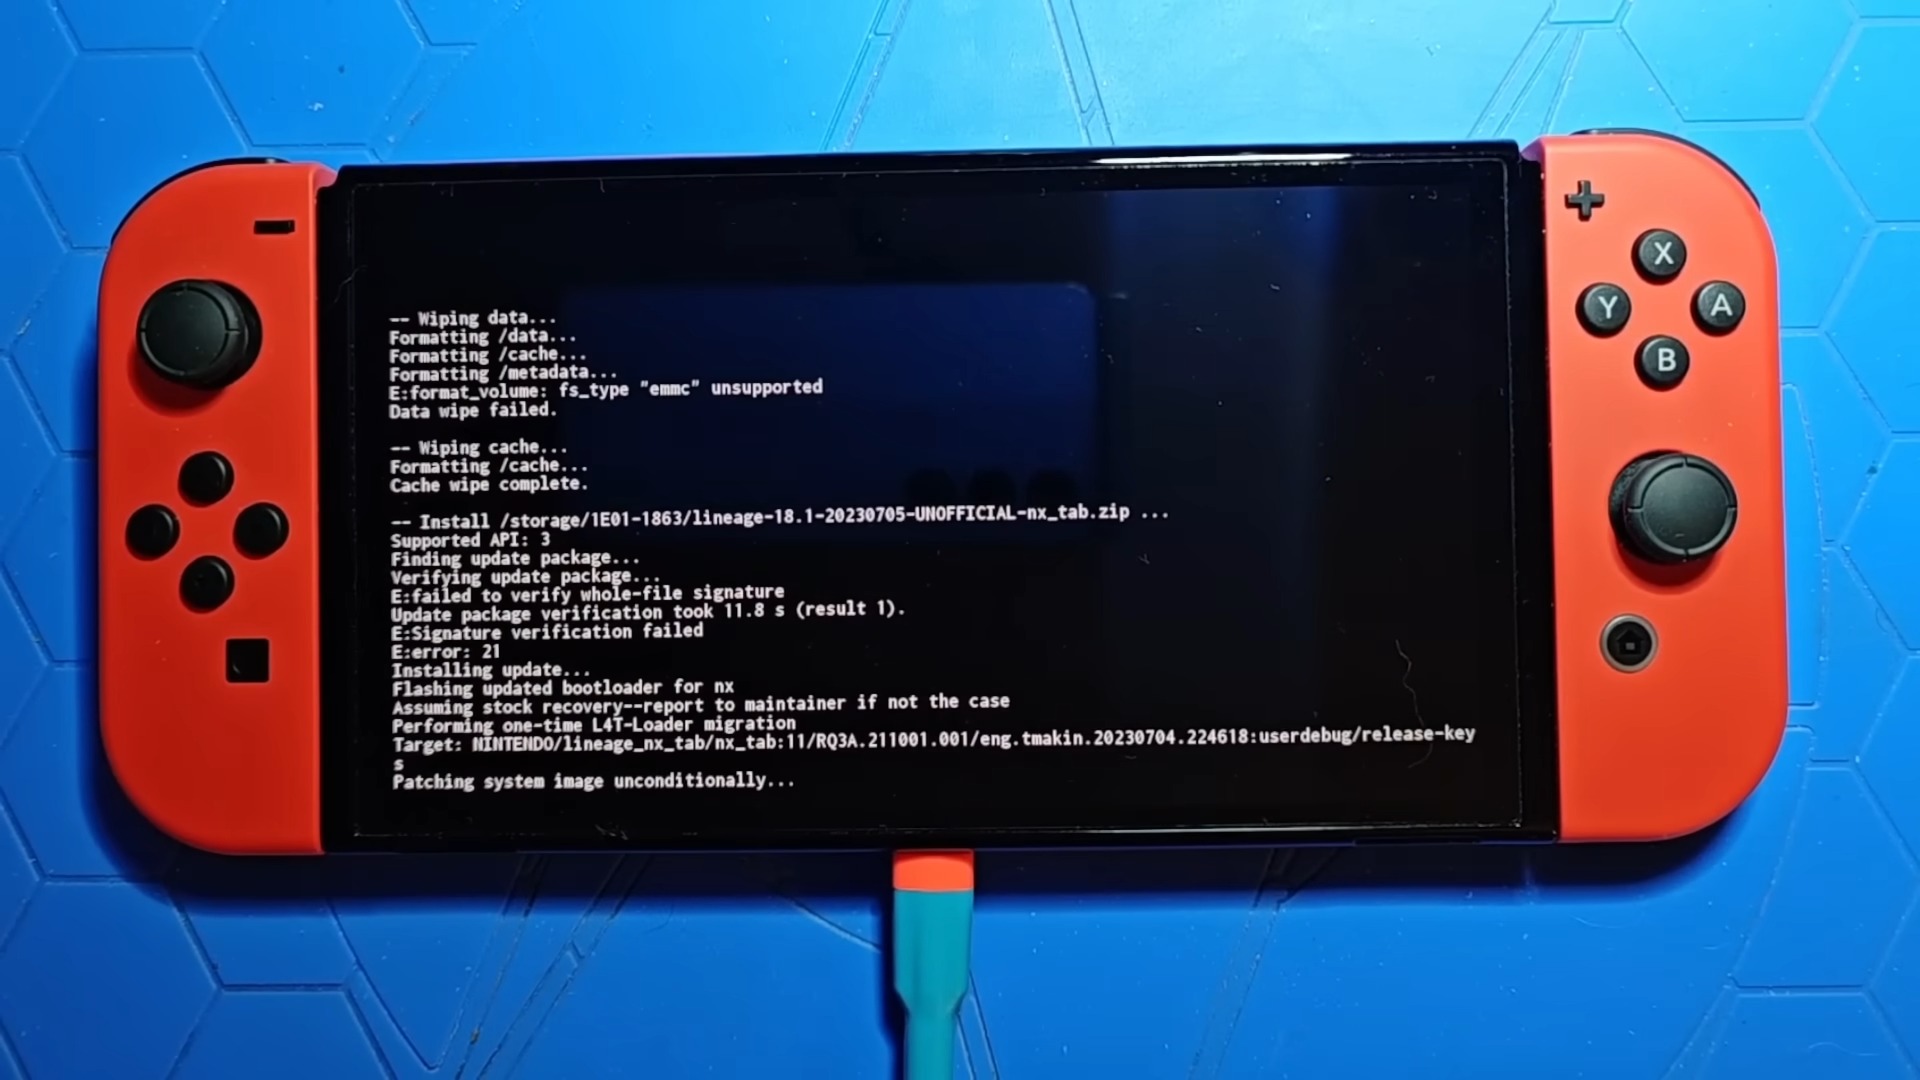 -- Wiping data...
Formatting /data...
Formatting /cache...
Formatting /metadata...
E:format_volume: fs_type "emmc" unsupported
Data wipe failed.
-- Wiping cache...
Formatting /cache...
Cache wipe complete.
-- Install /storage/1E01-1863/lineage-18.1-20230705-UNOFFICIAL-nx_tab.zip ...
Supported API: 3
Finding update package...
Verifying update package...
E:failed to verify whole-file signature
Update package verification took 11.8 s (result 1).
E:Signature verification failed
E:error: 21
Installing update...
Flashing updated bootloader for nx
Assuming stock recovery--report to maintainer if not the case
Performing one-time L4T-Loader migration
Target: NINTENDO/lineage_nx_tab/nx_tab:11/RQ3A.211001.001/eng.tmakin.20230704.224618:userdebug/release-key
s
Patching system image unconditionally...
X
Y
A
B